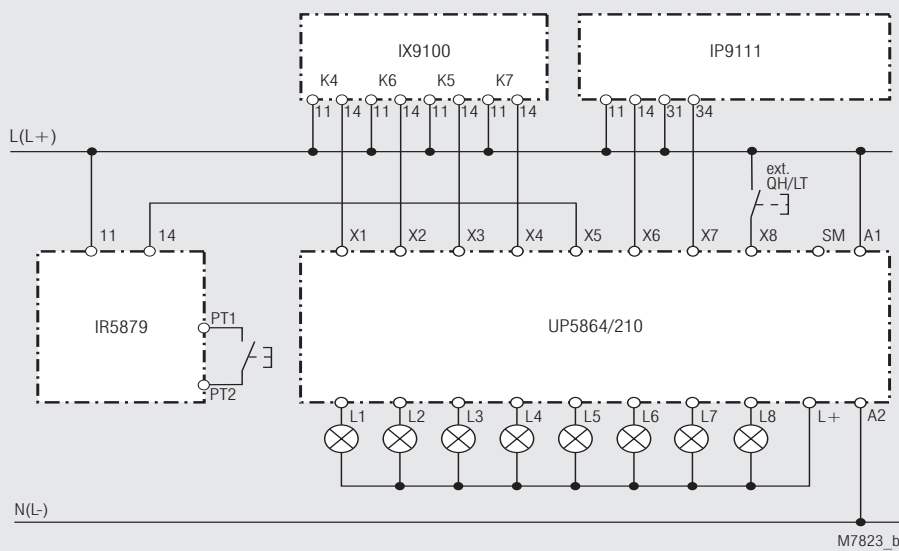 IX9100
IP9111
K4 K6 K5 K7
11 14 11 14 11 14 11 14
11 14 31 34
L(L+)
ext.
QH/LT
11 14
X1 X2 X3 X4 X5 X6 X7 X8 SM A1
IR5879
PT1
PT2
UP5864/210
L1 L2 L3 L4 L5 L6 L7 L8 L+ A2
N(L-)
M7823_b